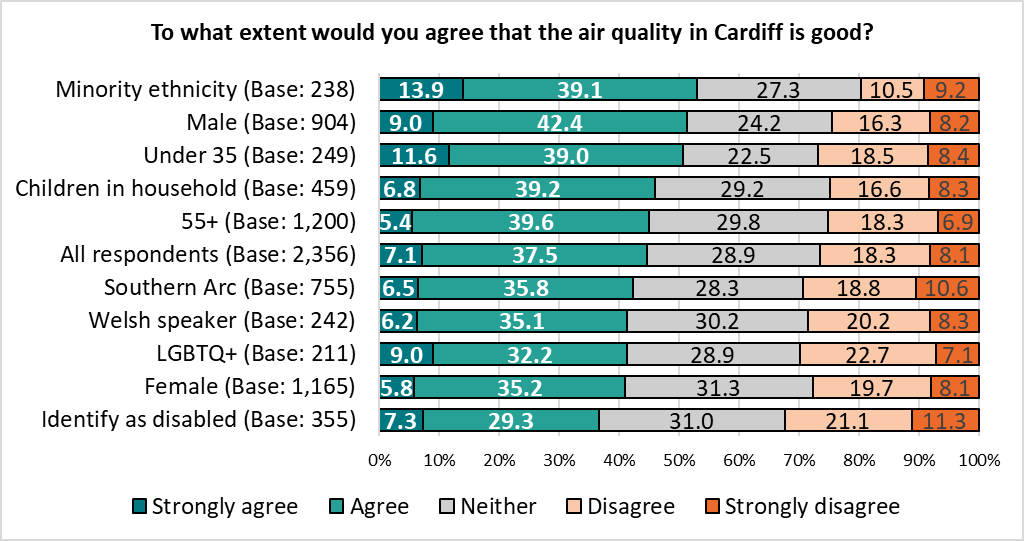 To what extent would you agree that the air quality in Cardiff is good?
Minority ethnicity (Base: 238) 13.9 39.1 27.3 10.5 9.2
Male (Base: 904) 9.0 42.4 24.2 16.3 8.2
Under 35 (Base: 249) 11.6 39.0 22.5 18.5 8.4
Children in household (Base: 459) 6.8 39.2 29.2 16.6 8.3
55+ (Base: 1,200) 5.4 39.6 29.8 18.3 6.9
All respondents (Base: 2,356) 7.1 37.5 28.9 18.3 8.1
Southern Arc (Base: 755) 6.5 35.8 28.3 18.8 10.6
Welsh speaker (Base: 242) 6.2 35.1 30.2 20.2 8.3
LGBTQ+ (Base: 211) 9.0 32.2 28.9 22.7 7.1
Female (Base: 1,165) 5.8 35.2 31.3 19.7 8.1
Identify as disabled (Base: 355) 7.3 29.3 31.0 21.1 11.3
0% 10% 20% 30% 40% 50% 60% 70% 80% 90% 100%
Strongly agree Agree Neither Disagree Strongly disagree